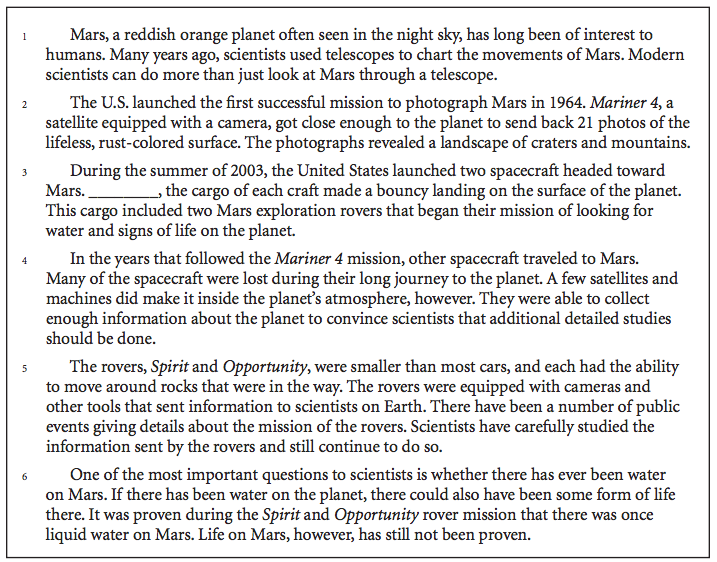 1 Mars, a reddish orange planet often seen in the night sky, has long been of interest to
humans. Many years ago, scientists used telescopes to chart the movements of Mars. Modern
scientists can do more than just look at Mars through a telescope.
2 The U.S. launched the first successful mission to photograph Mars in 1964. Mariner 4, a
satellite equipped with a camera, got close enough to the planet to send back 21 photos of the
lifeless, rust-colored surface. The photographs revealed a landscape of craters and mountains.
3 During the summer of 2003, the United States launched two spacecraft headed toward
Mars. ________, the cargo of each craft made a bouncy landing on the surface of the planet.
This cargo included two Mars exploration rovers that began their mission of looking for
water and signs of life on the planet.
4 In the years that followed the Mariner 4 mission, other spacecraft traveled to Mars.
Many of the spacecraft were lost during their long journey to the planet. A few satellites and
machines did make it inside the planet's atmosphere, however. They were able to collect
enough information about the planet to convince scientists that additional detailed studies
should be done.
5 The rovers, Spirit and Opportunity, were smaller than most cars, and each had the ability
to move around rocks that were in the way. The rovers were equipped with cameras and
other tools that sent information to scientists on Earth. There have been a number of public
events giving details about the mission of the rovers. Scientists have carefully studied the
information sent by the rovers and still continue to do so.
6 One of the most important questions to scientists is whether there has ever been water
on Mars. If there has been water on the planet, there could also have been some form of life
there. It was proven during the Spirit and Opportunity rover mission that there was once
liquid water on Mars. Life on Mars, however, has still not been proven.